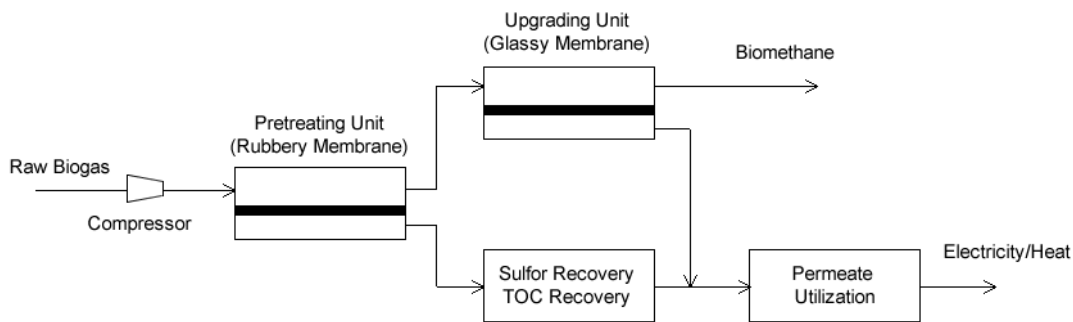 Upgrading Unit
(Glassy Membrane)
Biomethane
Pretreating Unit
(Rubbery Membrane)
Raw Biogas
Compressor
Sulfor Recovery
TOC Recovery
Permeate
Utilization
Electricity/Heat